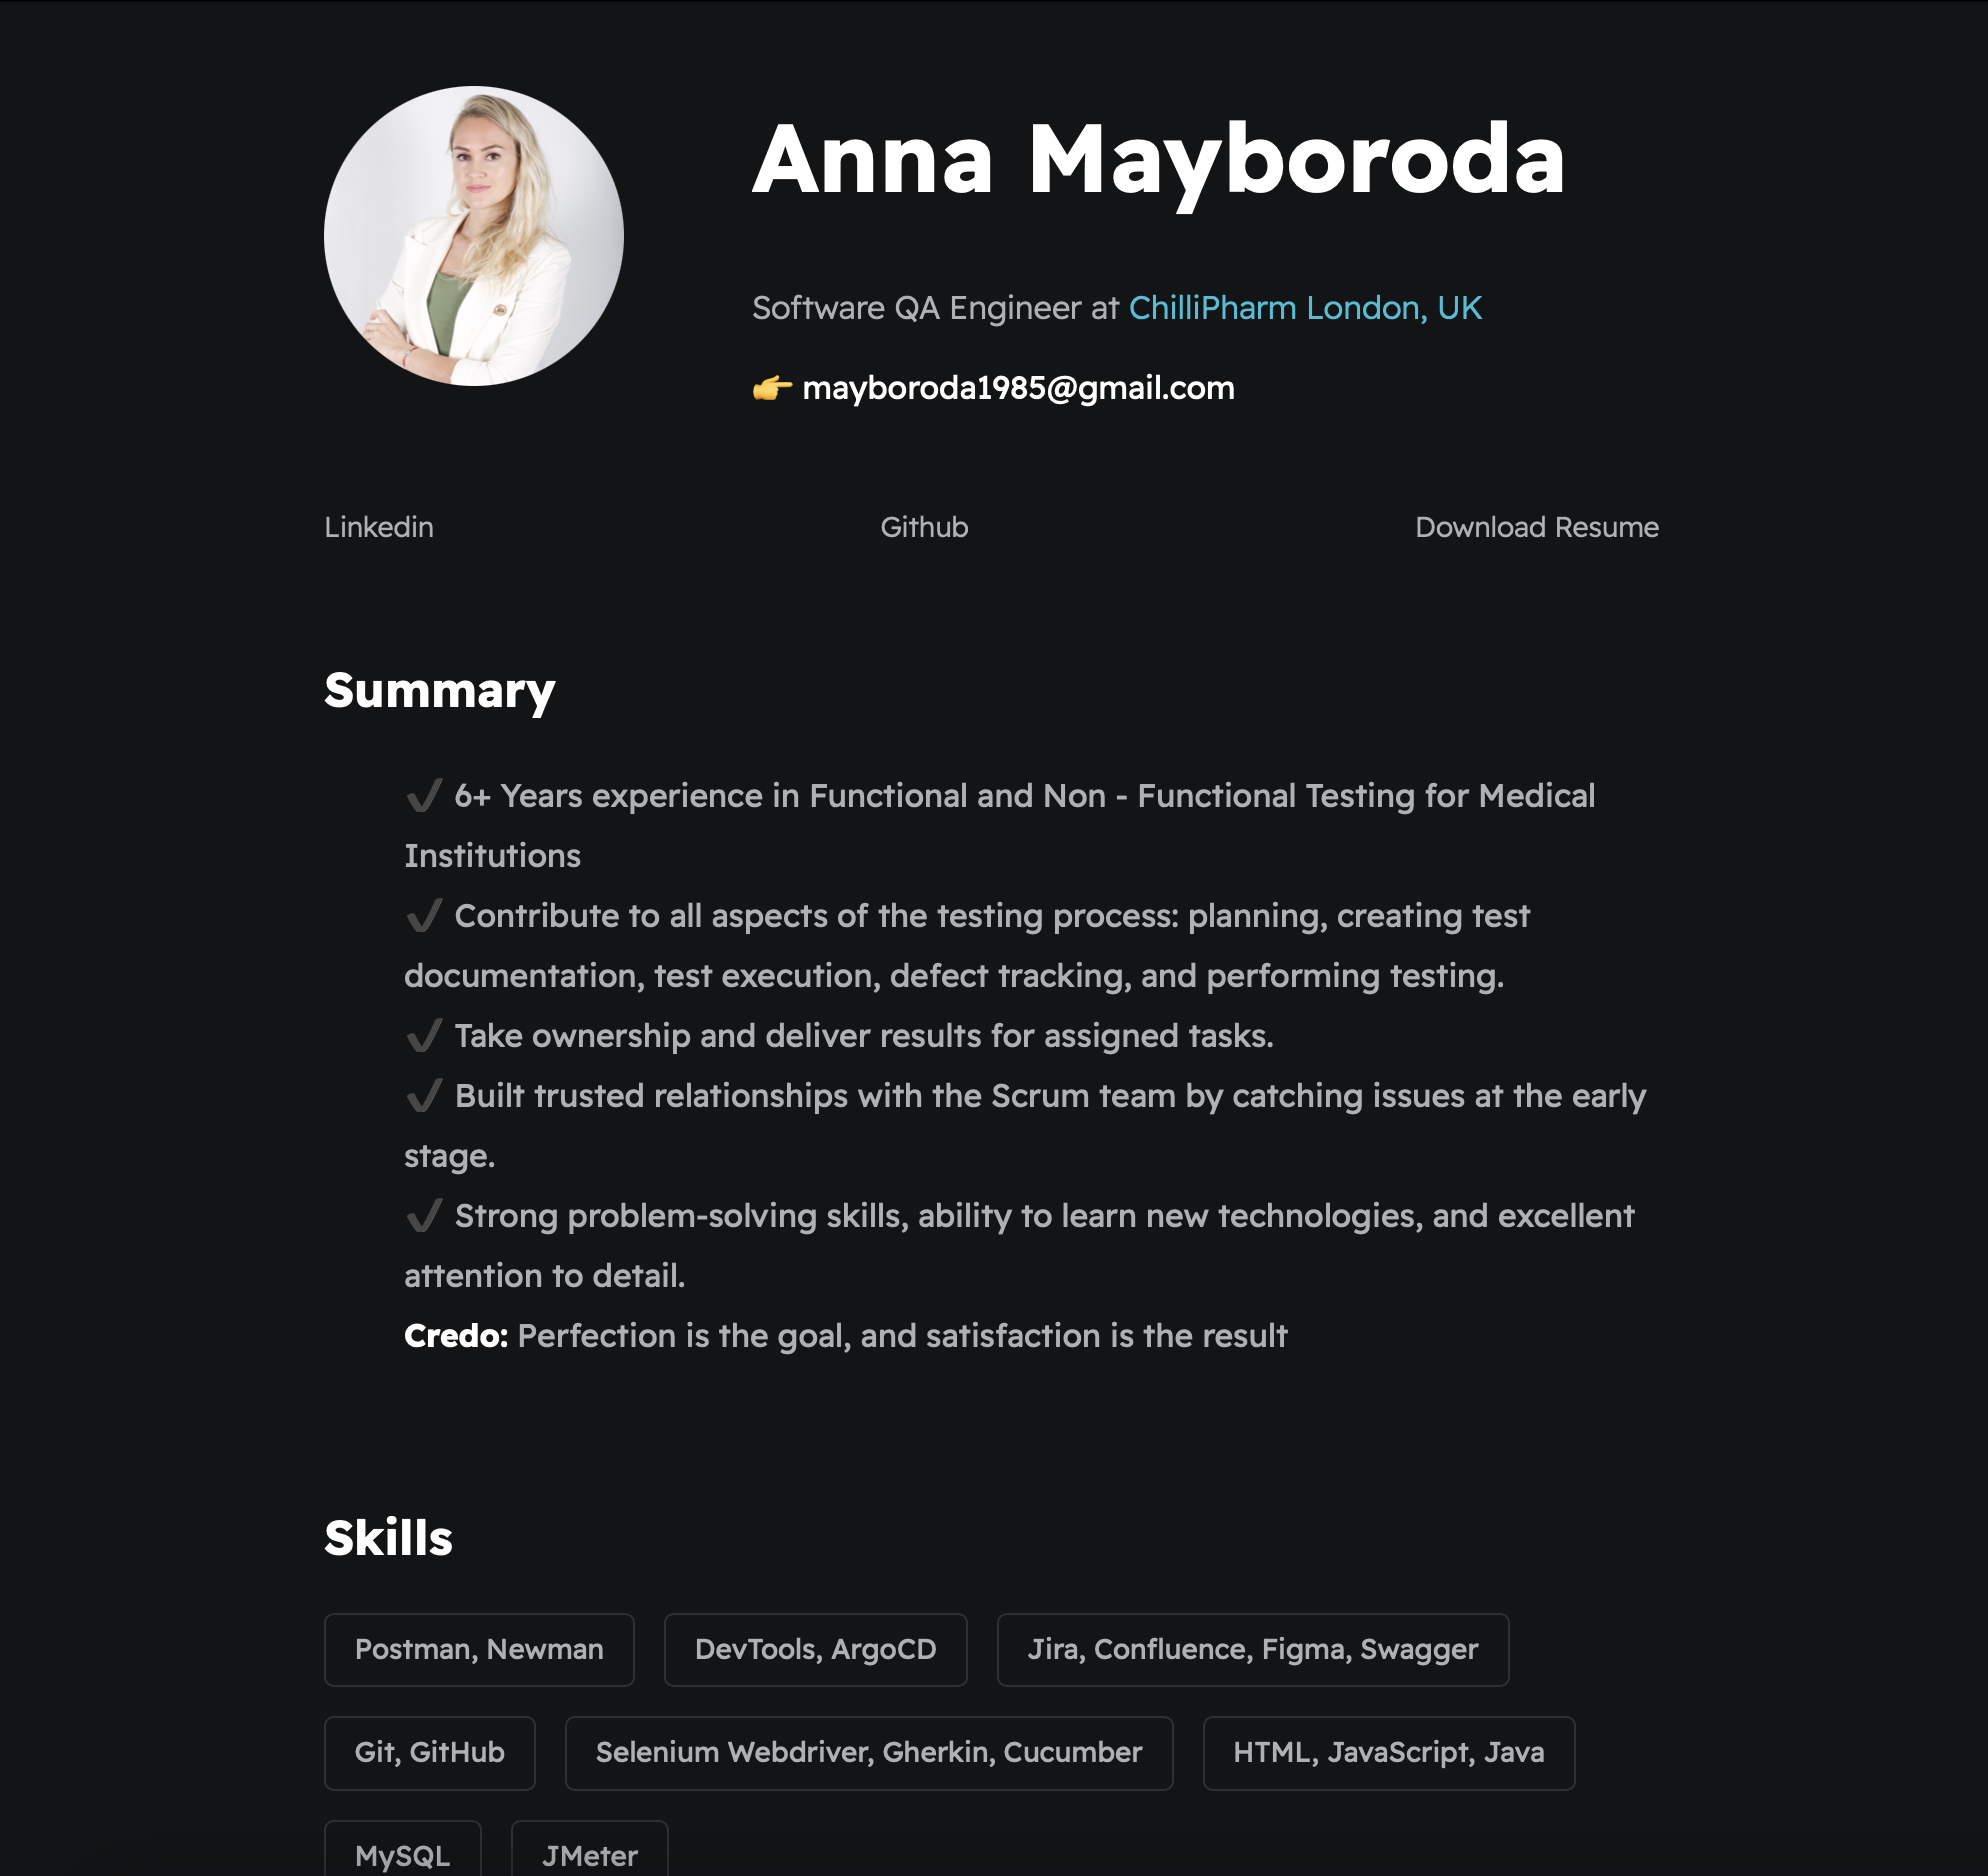 Anna Mayboroda
Software QA Engineer at ChilliPharm London, UK
👉 mayboroda1985@gmail.com
Linkedin
Github
Download Resume
Summary
✔ 6+ Years experience in Functional and Non - Functional Testing for Medical
Institutions
✔ Contribute to all aspects of the testing process: planning, creating test
documentation, test execution, defect tracking, and performing testing.
✔ Take ownership and deliver results for assigned tasks.
✔ Built trusted relationships with the Scrum team by catching issues at the early
stage.
✔ Strong problem-solving skills, ability to learn new technologies, and excellent
attention to detail.
Credo: Perfection is the goal, and satisfaction is the result
Skills
Postman, Newman
DevTools, ArgoCD
Jira, Confluence, Figma, Swagger
Git, GitHub
Selenium Webdriver, Gherkin, Cucumber
HTML, JavaScript, Java
MySQL
JMeter